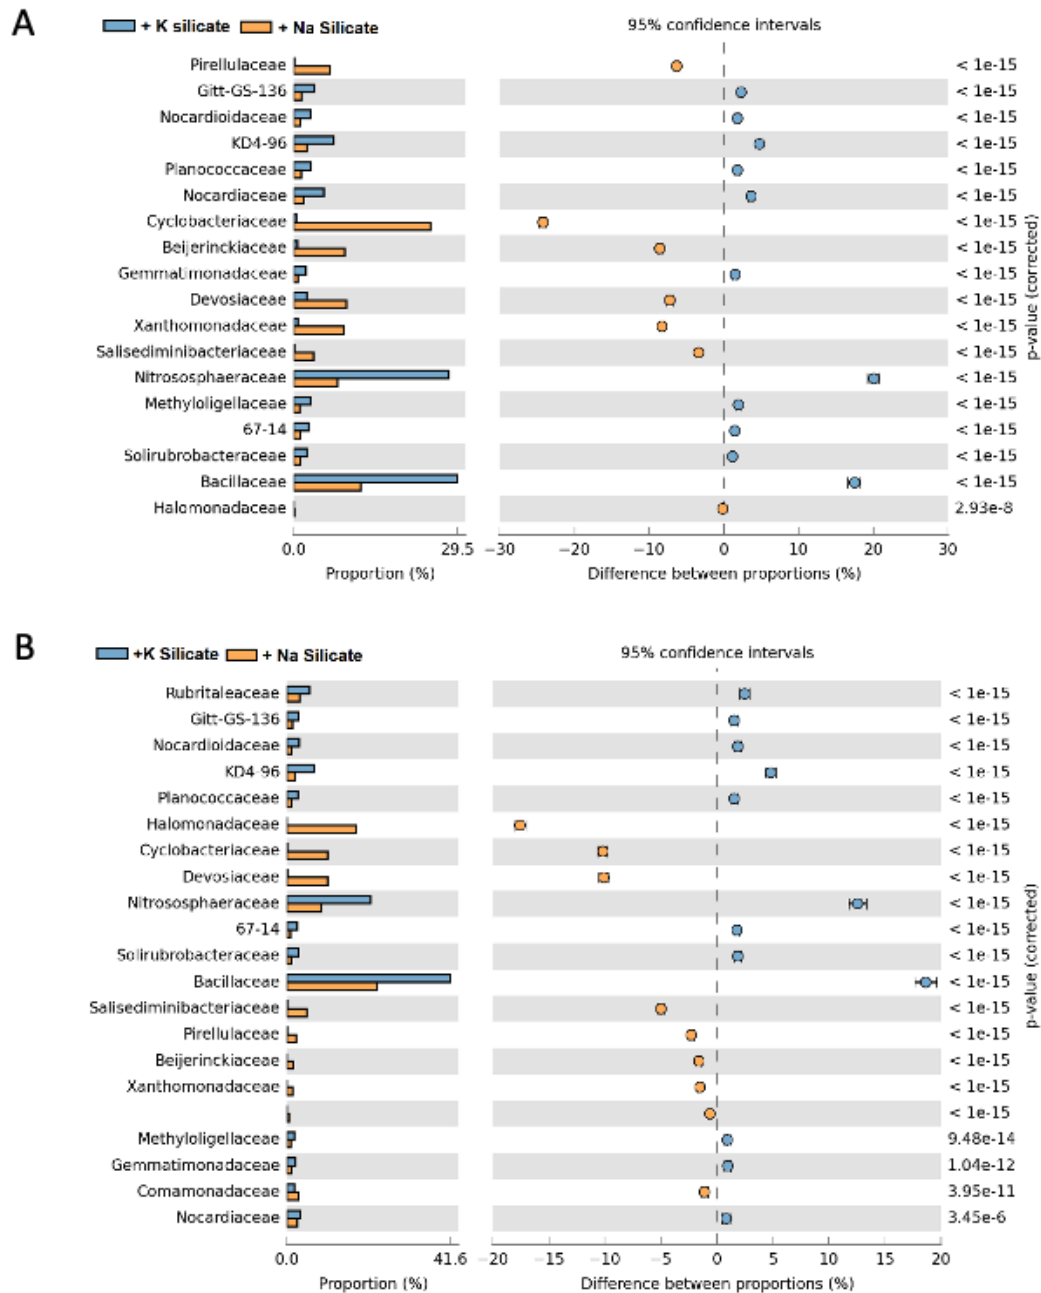 A
+ K silicate + Na Silicate 95% confidence intervals
Pirellulaceae < 1e-15
Gitt-GS-136 < 1e-15
Nocardioidaceae < 1e-15
KD4-96 < 1e-15
Planococcaceae < 1e-15
Nocardiaceae < 1e-15
Cyclobacteriaceae < 1e-15
Beijerinckiaceae < 1e-15
Gemmatimonadaceae < 1e-15
Devosiaceae < 1e-15
Xanthomonadaceae < 1e-15
Salisediminibacteriaceae < 1e-15
Nitrososphaeraceae < 1e-15
Methyloligellaceae < 1e-15
67-14 < 1e-15
Solirubrobacteraceae < 1e-15
Bacillaceae < 1e-15
Halomonadaceae 2.93e-8
p-value (corrected)
0.0 29.5 −30 −20 −10 0 10 20 30
Proportion (%) Difference between proportions (%)
B
+K Silicate + Na Silicate 95% confidence intervals
Rubritaleaceae < 1e-15
Gitt-GS-136 < 1e-15
Nocardioidaceae < 1e-15
KD4-96 < 1e-15
Planococcaceae < 1e-15
Halomonadaceae < 1e-15
Cyclobacteriaceae < 1e-15
Devosiaceae < 1e-15
Nitrososphaeraceae < 1e-15
67-14 < 1e-15
Solirubrobacteraceae < 1e-15
Bacillaceae < 1e-15
Salisediminibacteriaceae < 1e-15
Pirellulaceae < 1e-15
Beijerinckiaceae < 1e-15
Xanthomonadaceae < 1e-15
< 1e-15
Methyloligellaceae 9.48e-14
Gemmatimonadaceae 1.04e-12
Comamonadaceae 3.95e-11
Nocardiaceae 3.45e-6
p-value (corrected)
0.0 41.6 −20 −15 −10 −5 0 5 10 15 20
Proportion (%) Difference between proportions (%)